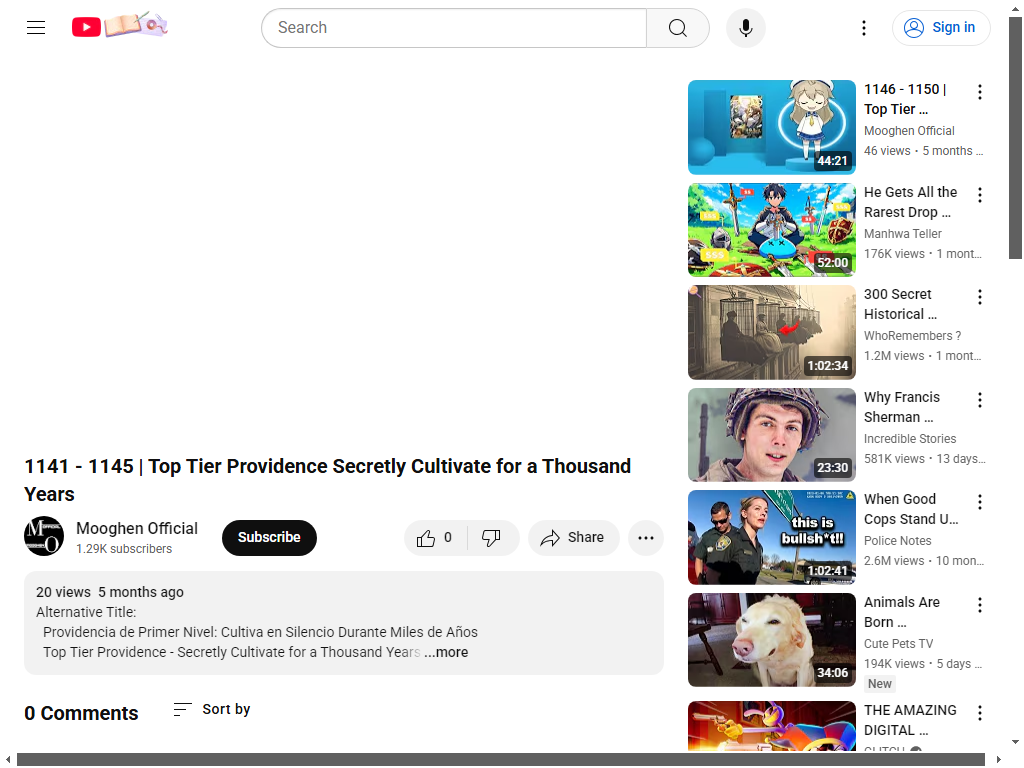 Search
Sign in
1141 - 1145 | Top Tier Providence Secretly Cultivate for a Thousand
Years
Mooghen Official
1.29K subscribers
Subscribe
0
Share
20 views 5 months ago
Alternative Title:
Providencia de Primer Nivel: Cultiva en Silencio Durante Miles de Años
Top Tier Providence - Secretly Cultivate for a Thousand Years ...more
0 Comments
Sort by
44:21
1146 - 1150 |
Top Tier ...
Mooghen Official
46 views • 5 months ...
SSS
52:00
He Gets All the
Rarest Drop ...
Manhwa Teller
176K views • 1 mont...
1:02:34
300 Secret
Historical ...
WhoRemembers ?
1.2M views • 1 mont...
23:30
Why Francis
Sherman ...
Incredible Stories
581K views • 13 days...
this is
bullsh*t!!
1:02:41
When Good
Cops Stand U...
Police Notes
2.6M views • 10 mon...
34:06
Animals Are
Born ...
Cute Pets TV
194K views • 5 days ...
New
THE AMAZING
DIGITAL ...
GLITCH